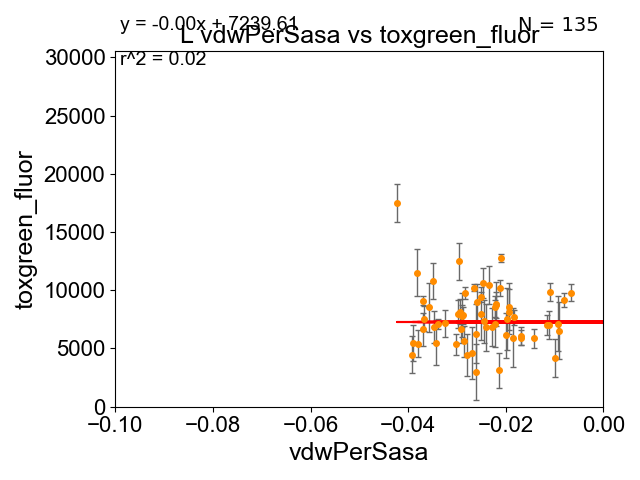 y = -0.00x + 7239.61
N = 135
L vdwPerSasa vs toxgreen_fluor
r^2 = 0.02
30000
25000
20000
15000
10000
5000
0
toxgreen_fluor
−0.10
−0.08
−0.06
−0.04
−0.02
0.00
vdwPerSasa